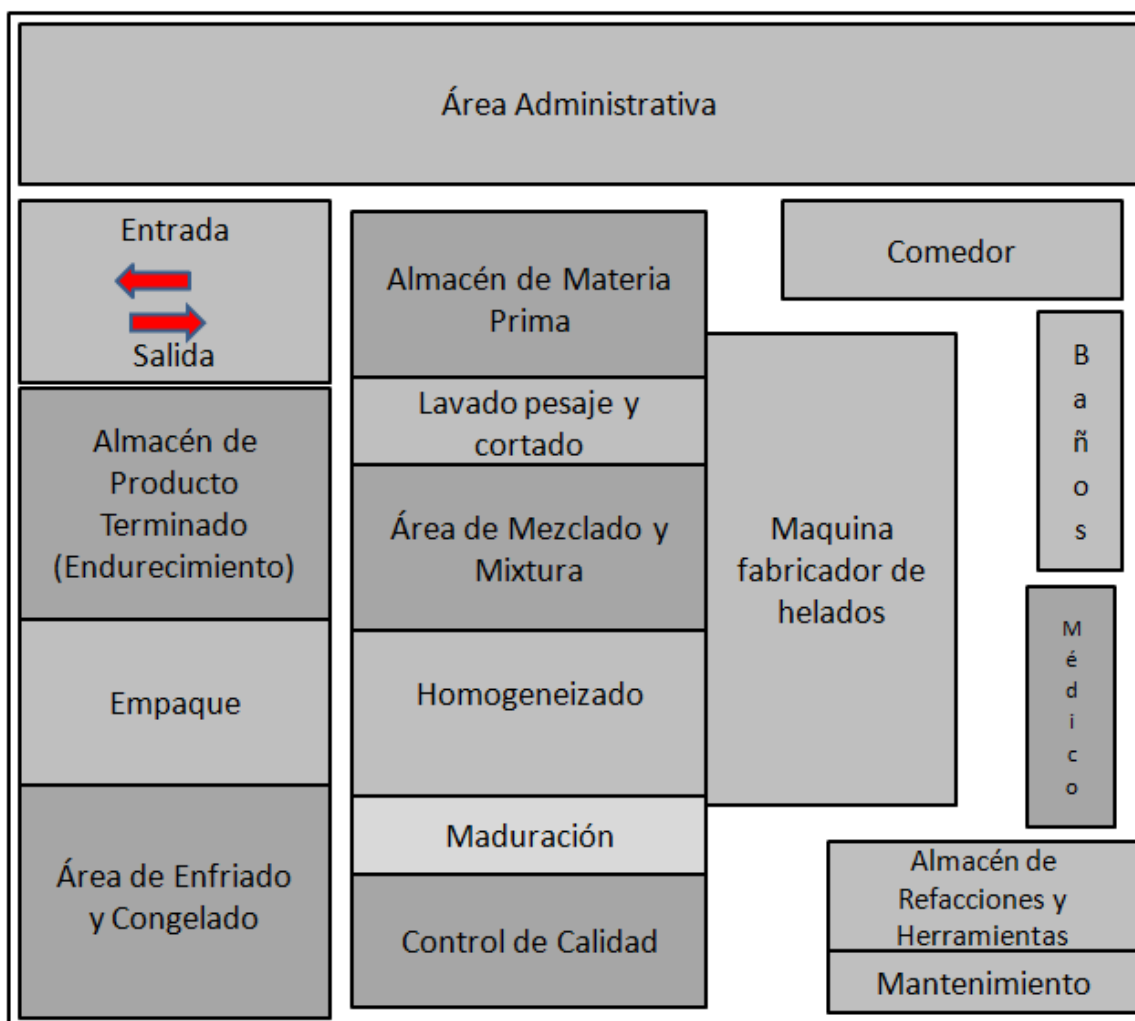 Área Administrativa
Entrada
Salida
Almacén de
Producto
Terminado
(Endurecimiento)
Empaque
Área de Enfriado
y Congelado
Almacén de Materia
Prima
Lavado pesaje y
cortado
Área de Mezclado y
Mixtura
Homogeneizado
Maduración
Control de Calidad
Maquina
fabricador de
helados
Comedor
Baños
Médico
Almacén de
Refacciones y
Herramientas
Mantenimiento